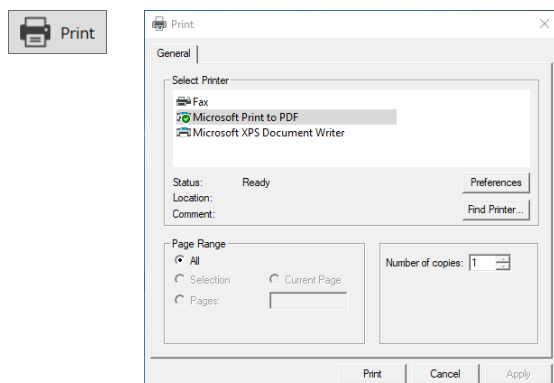 Print
Print
General
Select Printer
Fax
Microsoft Print to PDF
Microsoft XPS Document Writer
Status: Ready
Preferences
Location:
Comment:
Find Printer...
Page Range
All
Number of copies: 1
Selection Current Page
Pages:
Print Cancel Apply